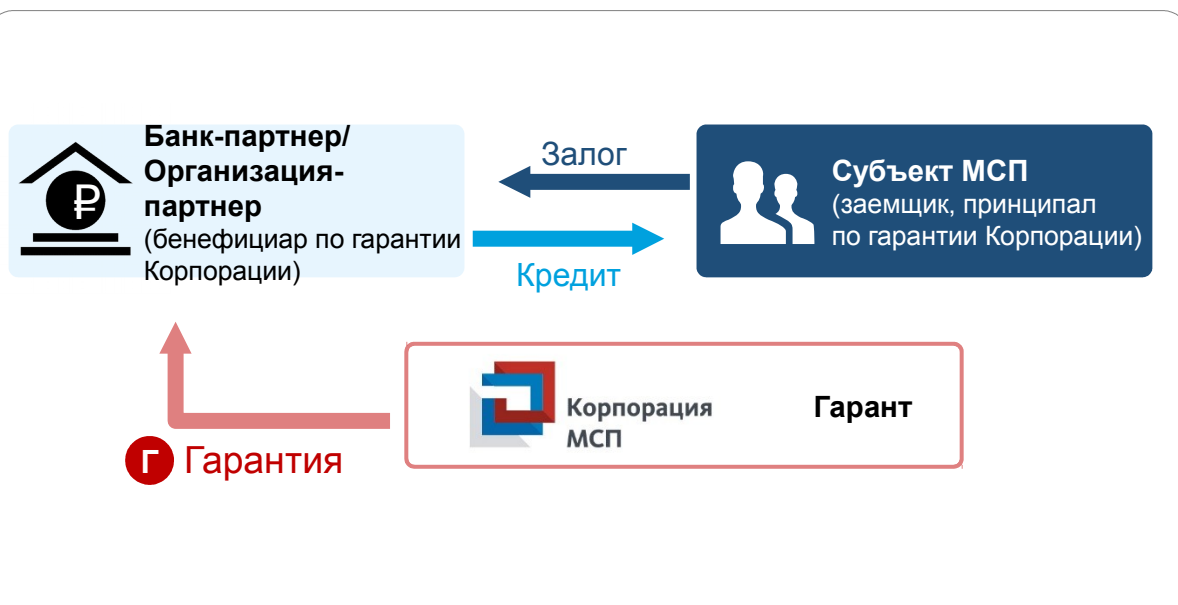 Банк-партнер/
Организация-
партнер
(бенефициар по гарантии
Корпорации)
Залог
Кредит
Субъект МСП
(заемщик, принципал
по гарантии Корпорации)
Корпорация
МСП
Гарант
Г Гарантия